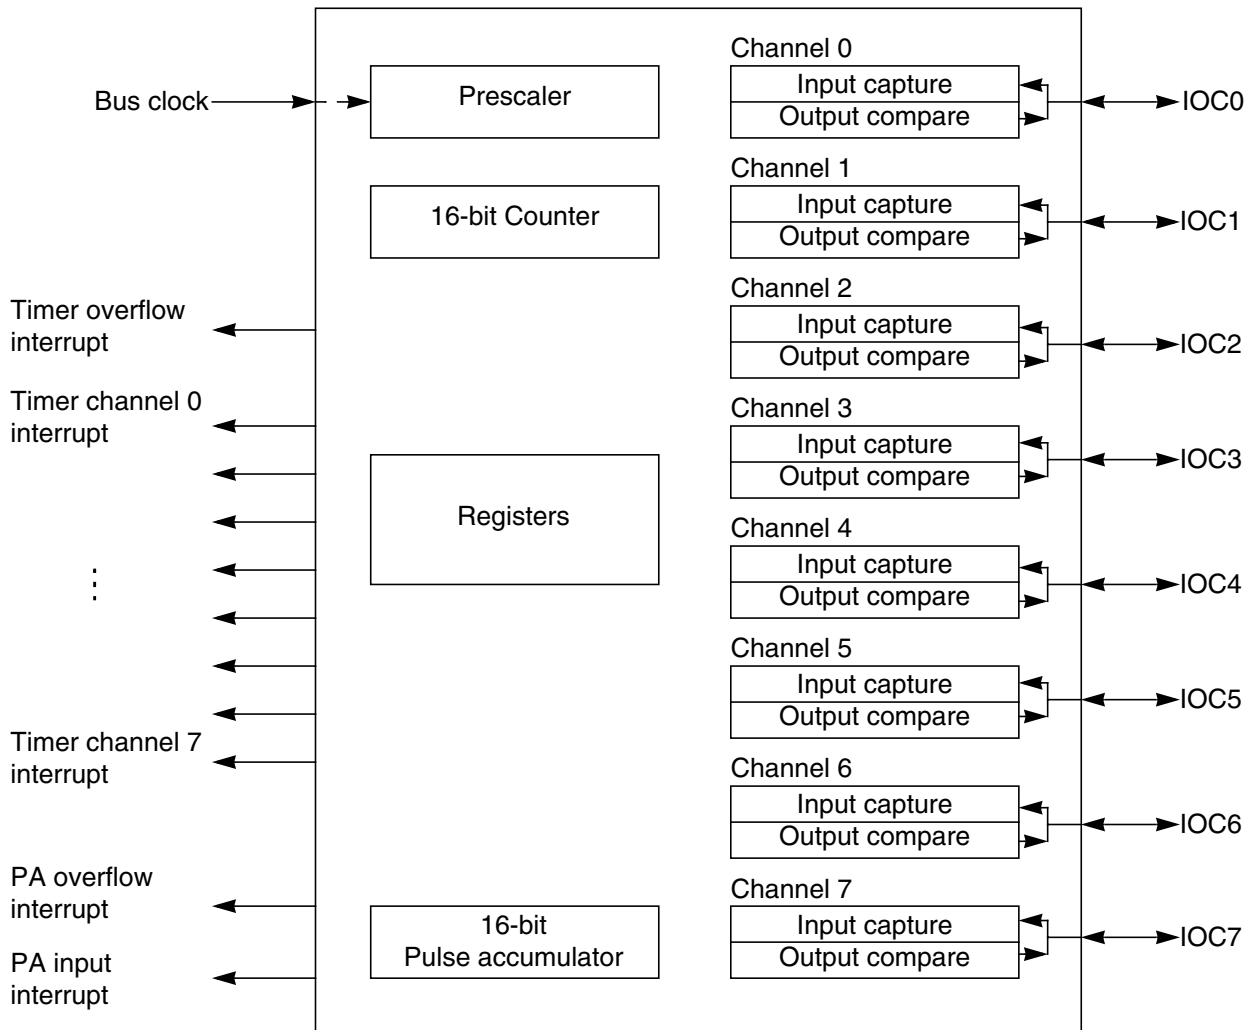 Bus clock
Timer overflow
interrupt
Timer channel 0
interrupt
Timer channel 7
interrupt
PA overflow
interrupt
PA input
interrupt
Prescaler
16-bit Counter
Registers
16-bit
Pulse accumulator
Channel 0
Input capture
Output compare
IOC0
Channel 1
Input capture
Output compare
IOC1
Channel 2
Input capture
Output compare
IOC2
Channel 3
Input capture
Output compare
IOC3
Channel 4
Input capture
Output compare
IOC4
Channel 5
Input capture
Output compare
IOC5
Channel 6
Input capture
Output compare
IOC6
Channel 7
Input capture
Output compare
IOC7